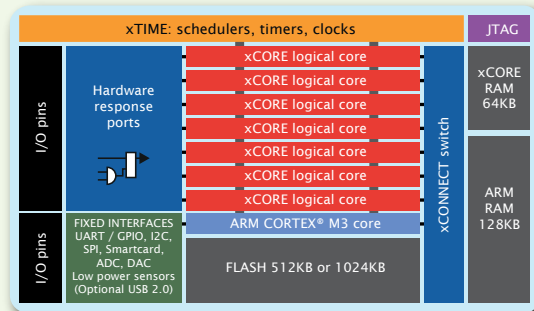 xTIME: schedulers, timers, clocks
JTAG
I/O pins
Hardware
response
ports
xCORE logical core
xCORE logical core
xCORE logical core
xCORE logical core
xCORE logical core
xCORE logical core
xCORE logical core
xCONNECT switch
xCORE
RAM
64KB
I/O pins
FIXED INTERFACES
UART / GPIO, I2C,
SPI, Smartcard,
ADC, DAC
Low power sensors
(Optional USB 2.0)
ARM CORTEX® M3 core
FLASH 512KB or 1024KB
ARM
RAM
128KB